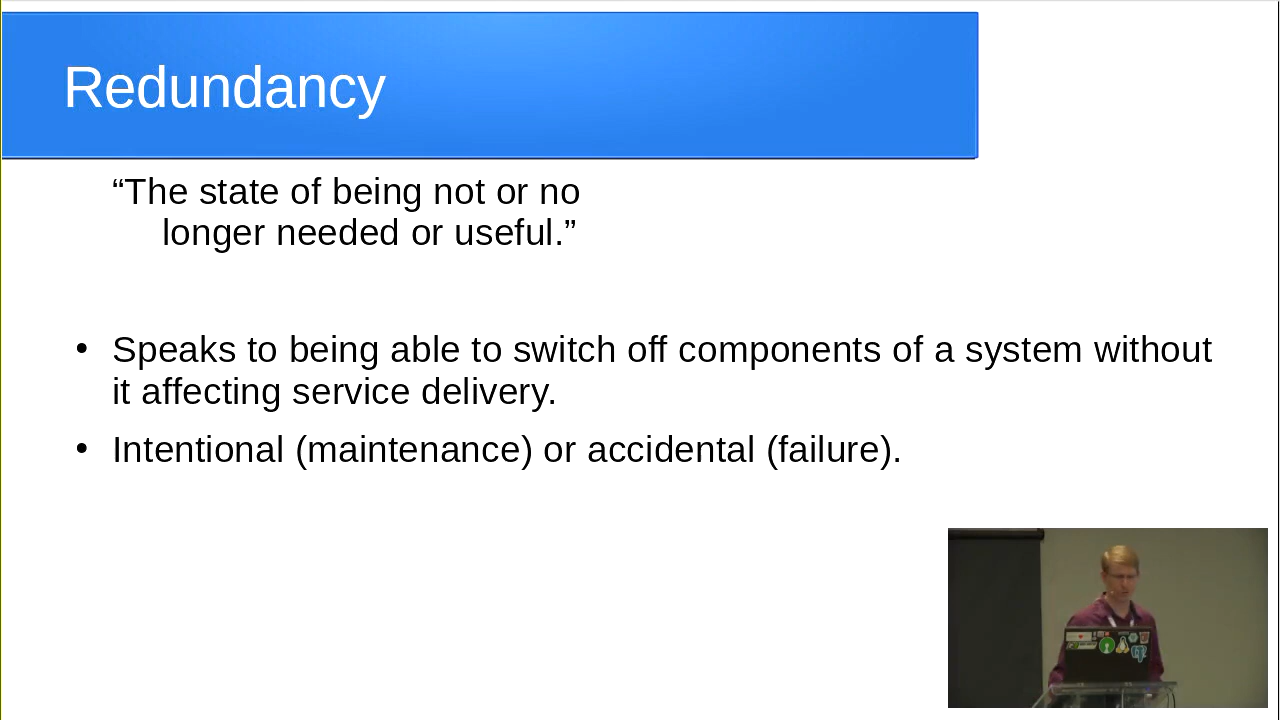 Redundancy
“The state of being not or no
longer needed or useful.”
• Speaks to being able to switch off components of a system without
it affecting service delivery.
• Intentional (maintenance) or accidental (failure).